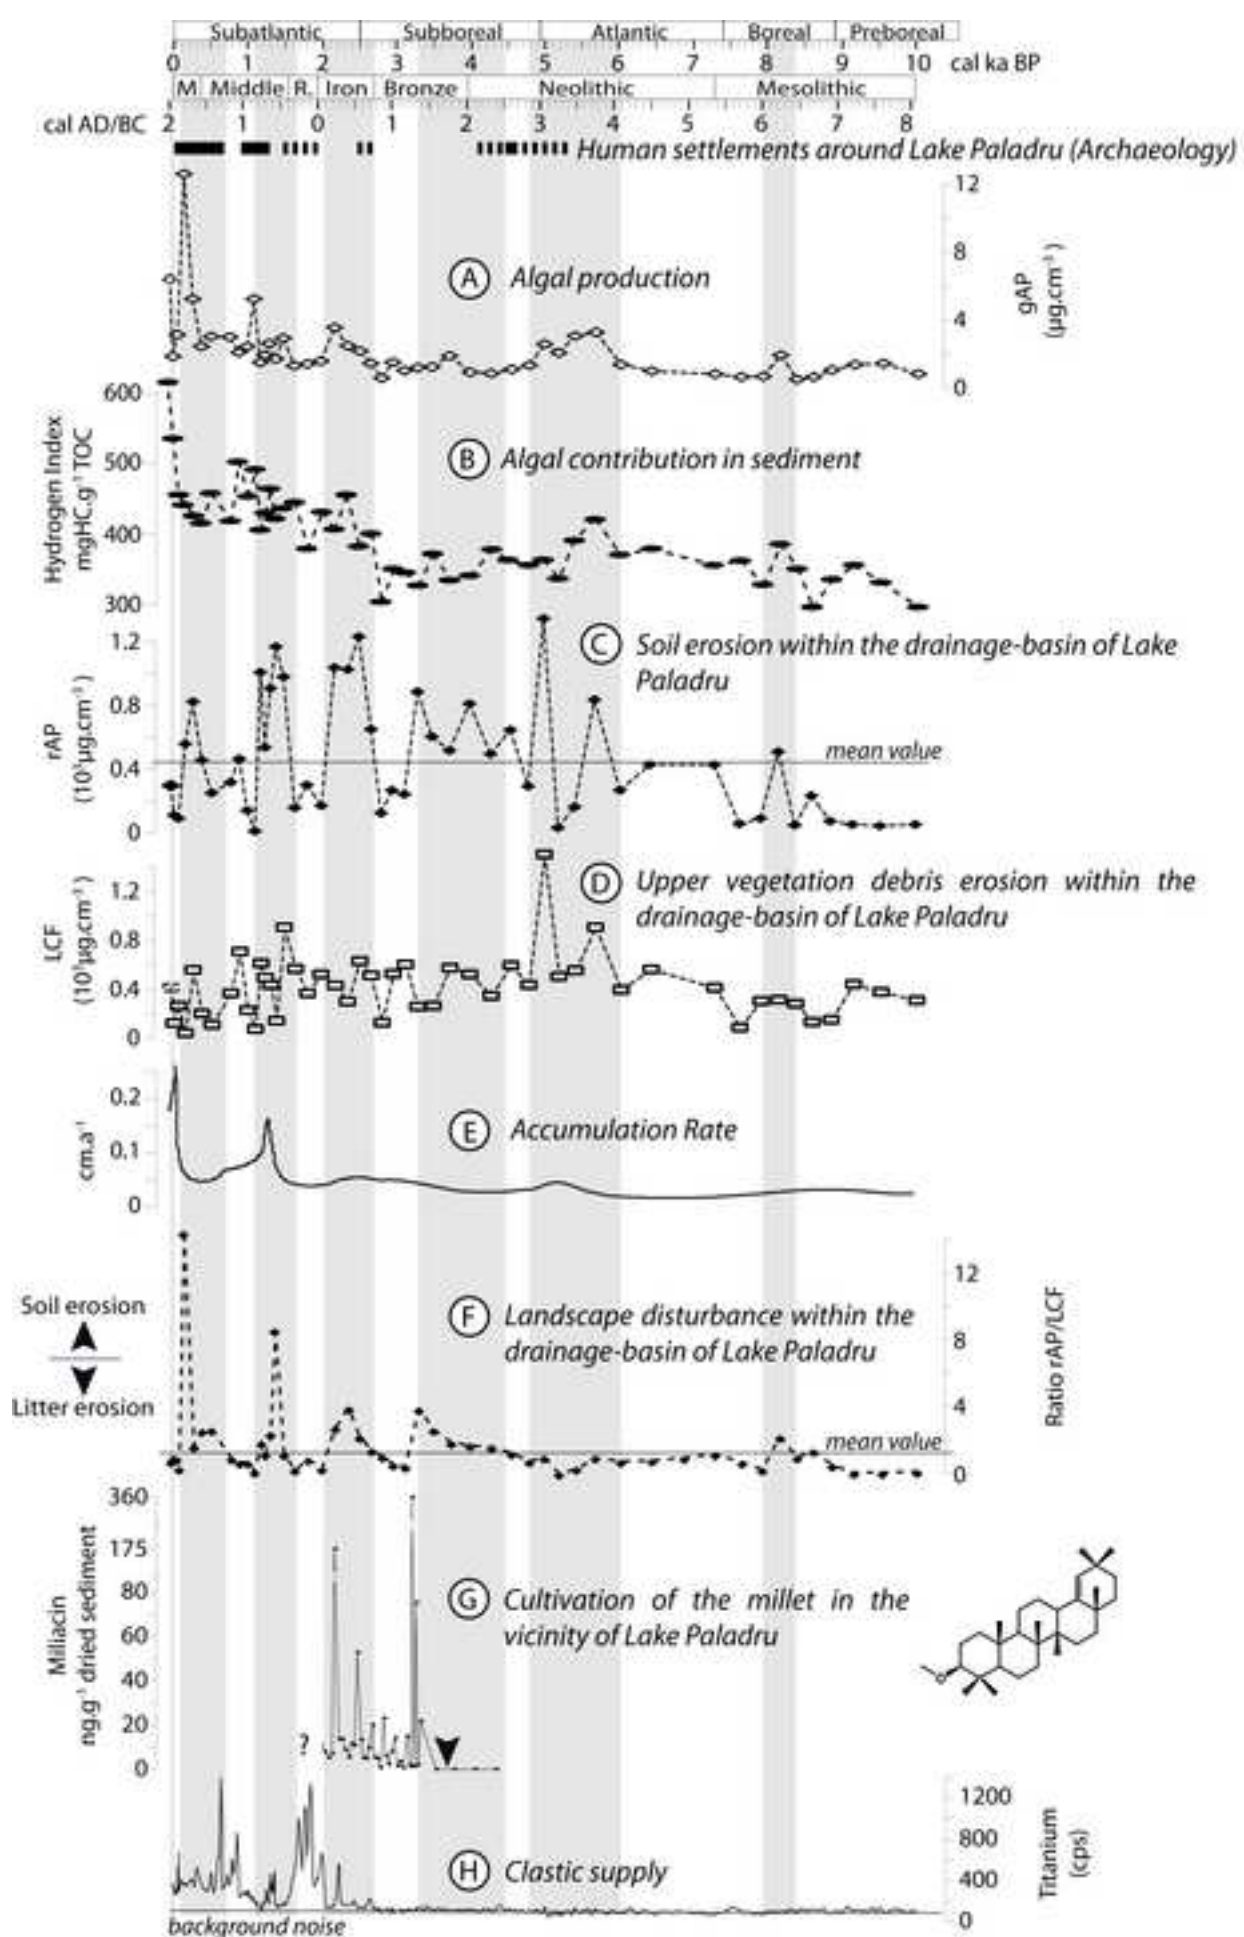 Subatlantic Subboreal Atlantic Boreal Preboreal
0 1 2 3 4 5 6 7 8 9 10 cal ka BP
M Middle R. Iron Bronze Neolithic Mesolithic
cal AD/BC 2 1 0 1 2 3 4 5 6 7 8
Human settlements around Lake Paladru (Archaeology)
12
8
4
0
gAP
(µg.cm⁻³)
A Algal production
600
500
400
300
Hydrogen Index
mgHC.g⁻¹ TOC
B Algal contribution in sediment
1.2
0.8
0.4
0
rAP
(10³µg.cm⁻³)
C Soil erosion within the drainage-basin of Lake
Paladru
mean value
1.2
0.8
0.4
0
LCF
(10³µg.cm⁻³)
D Upper vegetation debris erosion within the
drainage-basin of Lake Paladru
0.2
0.1
0
cm.a⁻¹
E Accumulation Rate
Soil erosion
Litter erosion
12
8
4
0
Ratio rAP/LCF
F Landscape disturbance within the
drainage-basin of Lake Paladru
mean value
360
175
80
60
40
20
0
Miliacin
ng.g⁻¹ dried sediment
?
G Cultivation of the millet in the
vicinity of Lake Paladru
O
1200
800
400
0
Titanium
(cps)
H Clastic supply
background noise